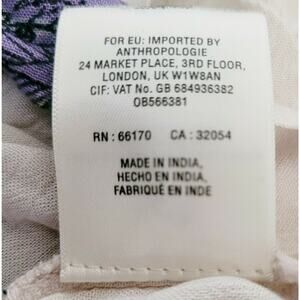 FOR EU: IMPORTED BY
ANTHROPOLOGIE
24 MARKET PLACE, 3RD FLOOR,
LONDON, UK W1W8AN
CIF: VAT No. GB 684936382
OB566381
RN : 66170 CA : 32054
MADE IN INDIA,
HECHO EN INDIA,
FABRIQUÉ EN INDE